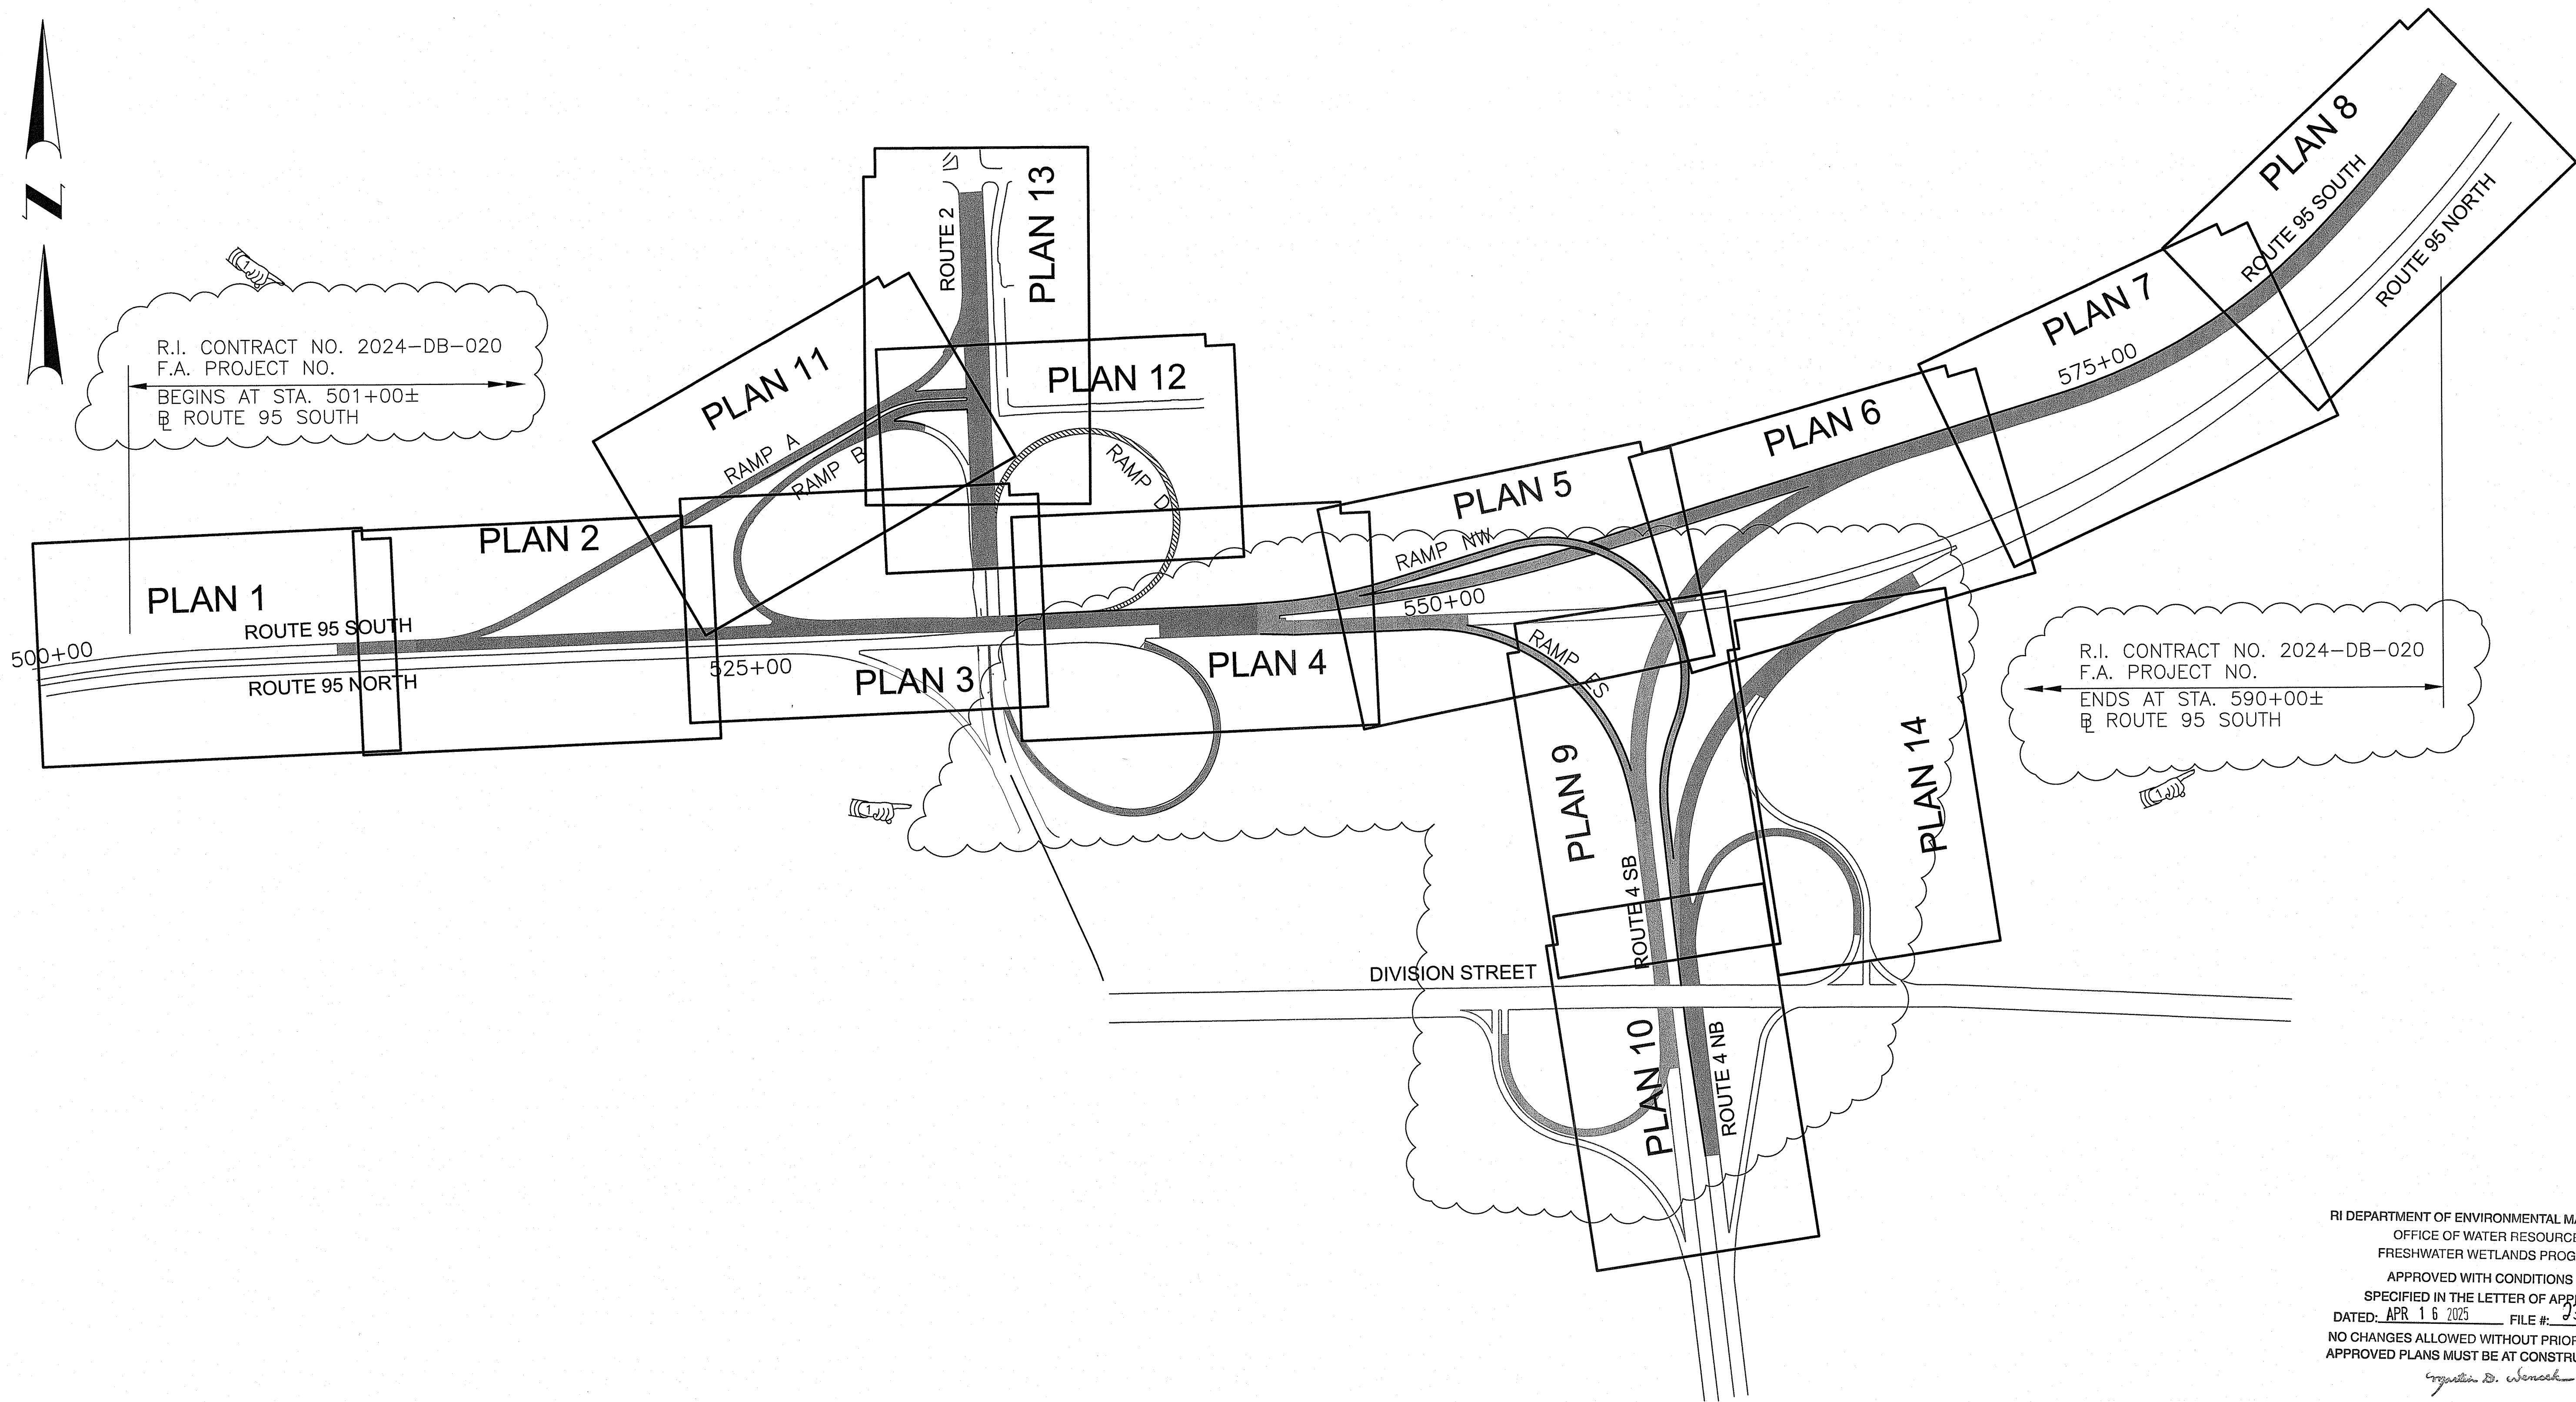 Z
1
R.I. CONTRACT NO. 2024-DB-020
F.A. PROJECT NO.
BEGINS AT STA. 501+00±
℄ ROUTE 95 SOUTH
PLAN 13
ROUTE 2
PLAN 11
PLAN 12
RAMP A
RAMP B
RAMP D
PLAN 8
ROUTE 95 SOUTH
ROUTE 95 NORTH
PLAN 7
575+00
PLAN 6
PLAN 5
RAMP NW
550+00
PLAN 2
PLAN 1
ROUTE 95 SOUTH
500+00
ROUTE 95 NORTH
525+00
PLAN 3
PLAN 4
RAMP ES
1
PLAN 9
PLAN 14
ROUTE 4 SB
R.I. CONTRACT NO. 2024-DB-020
F.A. PROJECT NO.
ENDS AT STA. 590+00±
℄ ROUTE 95 SOUTH
1
DIVISION STREET
PLAN 10
ROUTE 4 NB
RI DEPARTMENT OF ENVIRONMENTAL
OFFICE OF WATER
FRESHWATER WETLANDS
APPROVED WITH CONDITIONS
SPECIFIED IN THE LETTER OF
DATED: APR 16 2025 FILE #:
NO CHANGES ALLOWED WITHOUT
APPROVED PLANS MUST BE AT
Martin D. Wencek